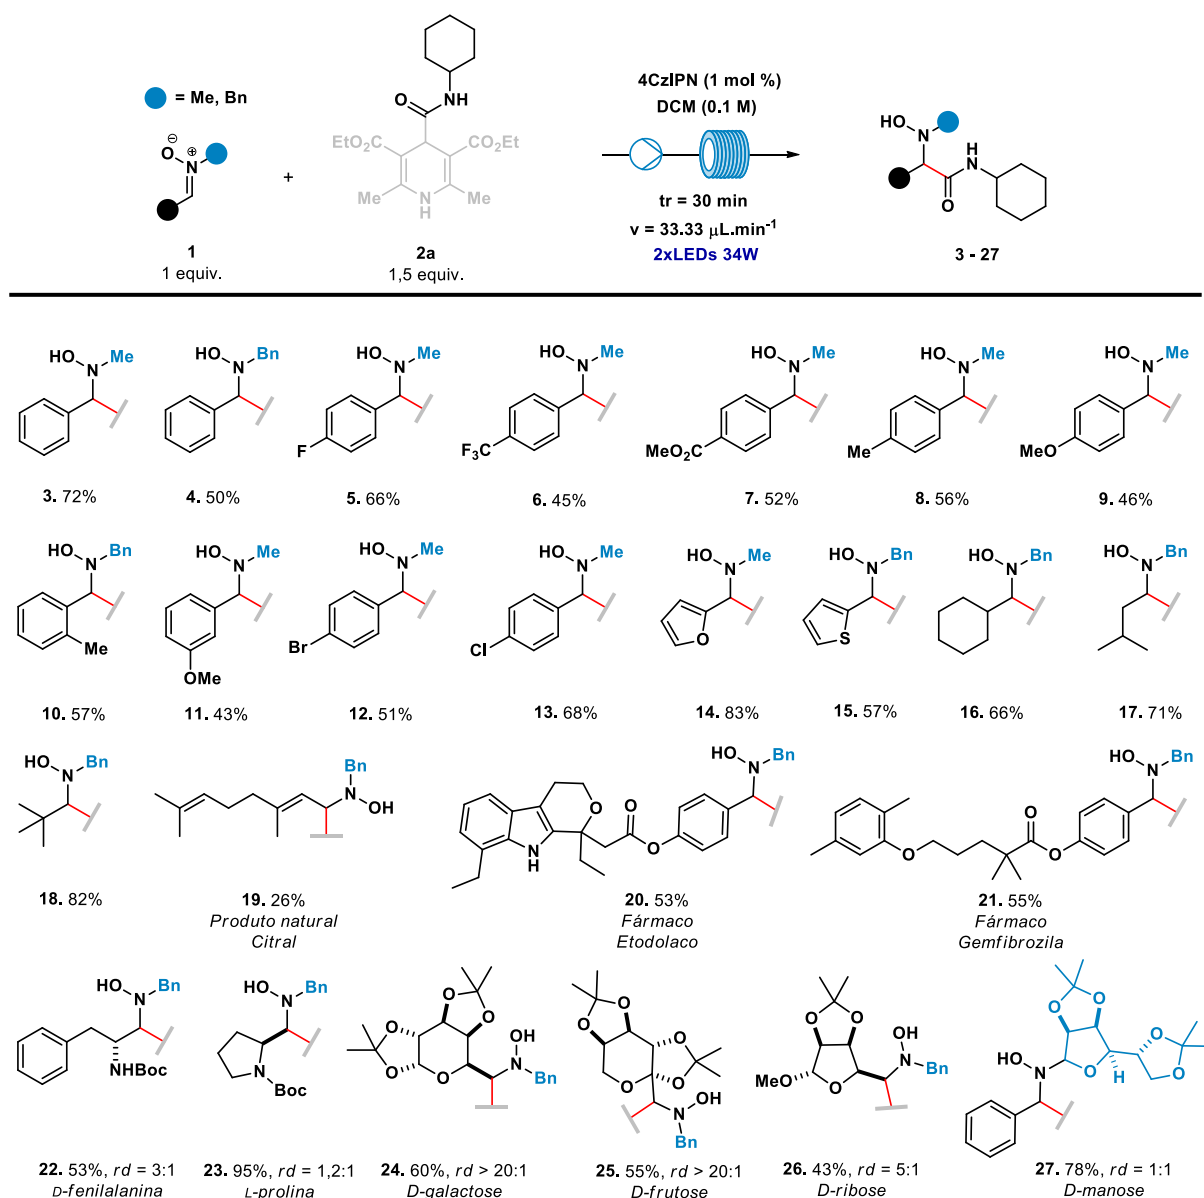 = Me, Bn
O ⊖
N ⊕
+
1
1 equiv.
O
NH
EtO2C
CO2Et
Me
N
H
Me
2a
1,5 equiv.
4CzIPN (1 mol %)
DCM (0.1 M)
tr = 30 min
v = 33.33 μL.min-1
2xLEDs 34W
HO
N
H
N
O
3 - 27
HO
N
Me
HO
N
Bn
HO
N
Me
F
HO
N
Me
F3C
HO
N
Me
MeO2C
HO
N
Me
Me
HO
N
Me
MeO
3. 72%
4. 50%
5. 66%
6. 45%
7. 52%
8. 56%
9. 46%
HO
N
Bn
Me
HO
N
Me
OMe
HO
N
Me
Br
HO
N
Me
Cl
HO
N
Me
O
HO
N
Bn
S
HO
N
Bn
HO
N
Bn
10. 57%
11. 43%
12. 51%
13. 68%
14. 83%
15. 57%
16. 66%
17. 71%
HO
N
Bn
Bn
N
OH
O
N
H
O
O
HO
N
Bn
O
O
O
HO
N
Bn
18. 82%
19. 26%
Produto natural
Citral
20. 53%
Fármaco
Etodolaco
21. 55%
Fármaco
Gemfibrozila
HO
N
Bn
NHBoc
HO
N
Bn
N
Boc
O
O
O
O
O
OH
N
Bn
O
O
O
O
O
N
OH
Bn
O
O
MeO
O
OH
N
Bn
O
O
O
O
O
H
HO
N
22. 53%, rd = 3:1
D-fenilalanina
23. 95%, rd = 1,2:1
L-prolina
24. 60%, rd > 20:1
D-galactose
25. 55%, rd > 20:1
D-frutose
26. 43%, rd = 5:1
D-ribose
27. 78%, rd = 1:1
D-manose